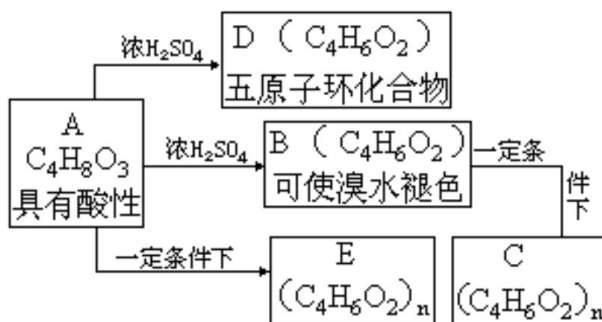 浓H₂SO₄
D (C₄H₆O₂)
五原子环化合物
A
C₄H₈O₃
具有酸性
浓H₂SO₄
B (C₄H₆O₂)
可使溴水褪色
一定条
件
下
一定条件下
E
(C₄H₆O₂)ₙ
C
(C₄H₆O₂)ₙ